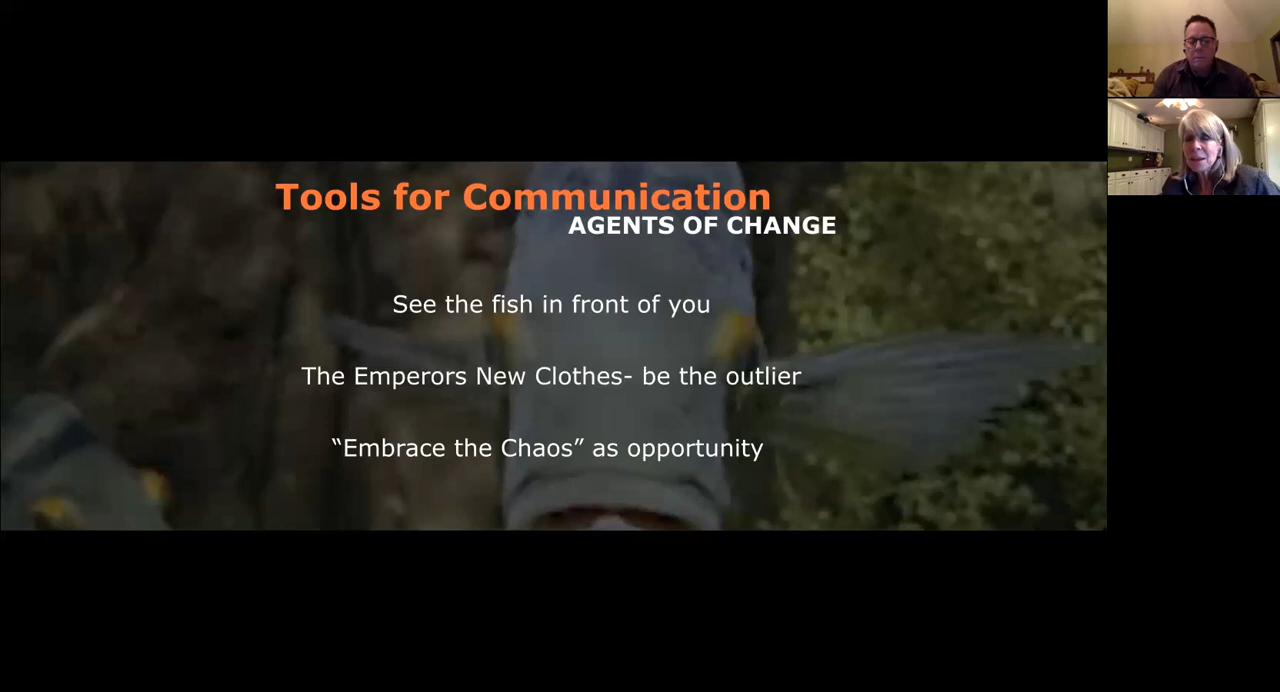 Tools for Communication
AGENTS OF CHANGE
See the fish in front of you
The Emperors New Clothes- be the outlier
“Embrace the Chaos” as opportunity